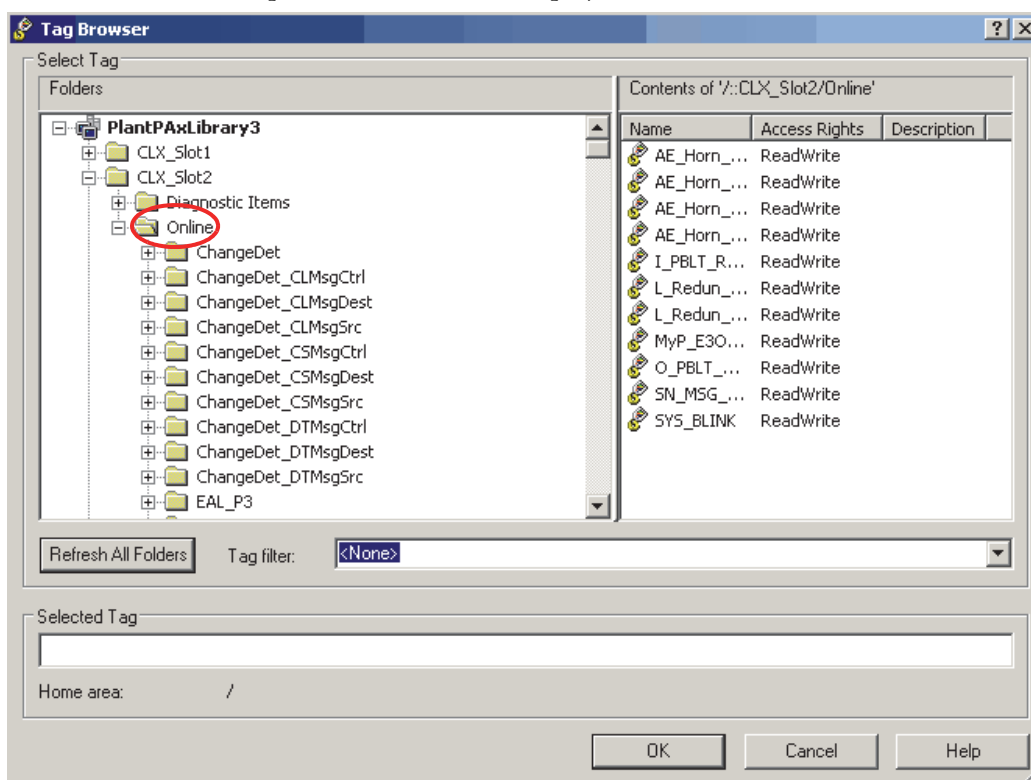 Tag Browser
Select Tag
Folders
Contents of '/::CLX_Slot2/Online'
PlantPAxLibrary3
CLX_Slot1
CLX_Slot2
Diagnostic Items
Online
ChangeDet
ChangeDet_CLMsgCtrl
ChangeDet_CLMsgDest
ChangeDet_CLMsgSrc
ChangeDet_CSMsgCtrl
ChangeDet_CSMsgDest
ChangeDet_CSMsgSrc
ChangeDet_DTMsgCtrl
ChangeDet_DTMsgDest
ChangeDet_DTMsgSrc
EAL_P3
Name Access Rights Description
AE_Horn_... ReadWrite
AE_Horn_... ReadWrite
AE_Horn_... ReadWrite
AE_Horn_... ReadWrite
I_PBLT_R... ReadWrite
L_Redun_... ReadWrite
L_Redun_... ReadWrite
MyP_E3O... ReadWrite
O_PBLT_... ReadWrite
SN_MSG_... ReadWrite
SYS_BLINK ReadWrite
Refresh All Folders Tag filter: <None>
Selected Tag
Home area: /
OK Cancel Help